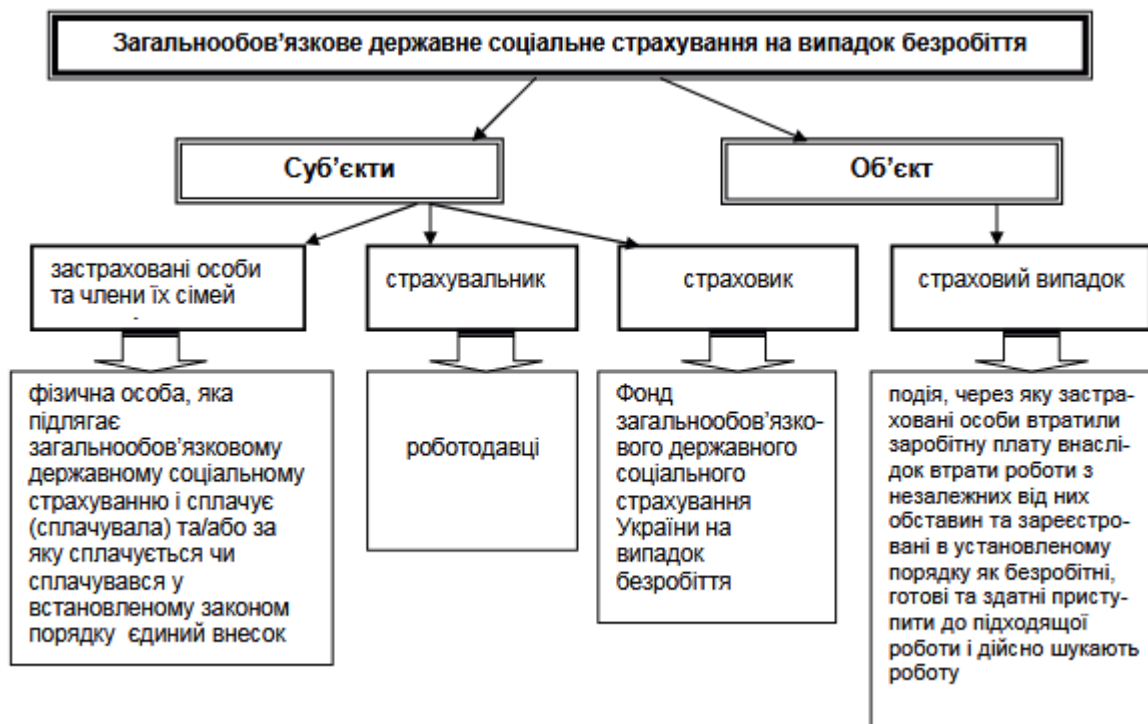 Загальнообов’язкове державне соціальне страхування на випадок безробіття
Суб’єкти
Об’єкт
застраховані особи
та члени їх сімей
страхувальник
страховик
страховий випадок
фізична особа, яка
підлягає
загальнообов’язковому
державному соціальному
страхуванню і сплачує
(сплачувала) та/або за
яку сплачується чи
сплачувався у
встановленому законом
порядку єдиний внесок
роботодавці
Фонд
загальнообов’язко-
вого державного
соціального
страхування
України на
випадок
безробіття
подія, через яку застра-
ховані особи втратили
заробітну плату внаслі-
док втрати роботи з
незалежних від них
обставин та зареєстро-
вані в установленому
порядку як безробітні,
готові та здатні присту-
пити до підходящої
роботи і дійсно шукають
роботу